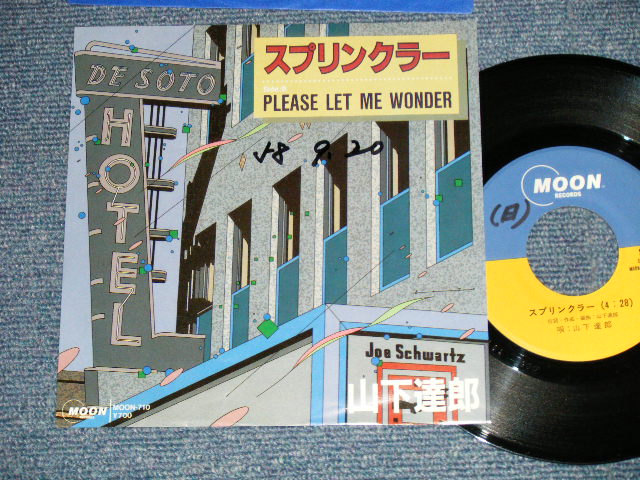 DE SOTO
HOTEL
スプリンクラー
PLEASE LET ME WONDER
58 9.20
Joe Schwartz
山下達郎
MOON
RECORDS
MOON-710
¥700
MOON
RECORDS
(日)
スプリンクラー (4:28)
唄:山下達郎